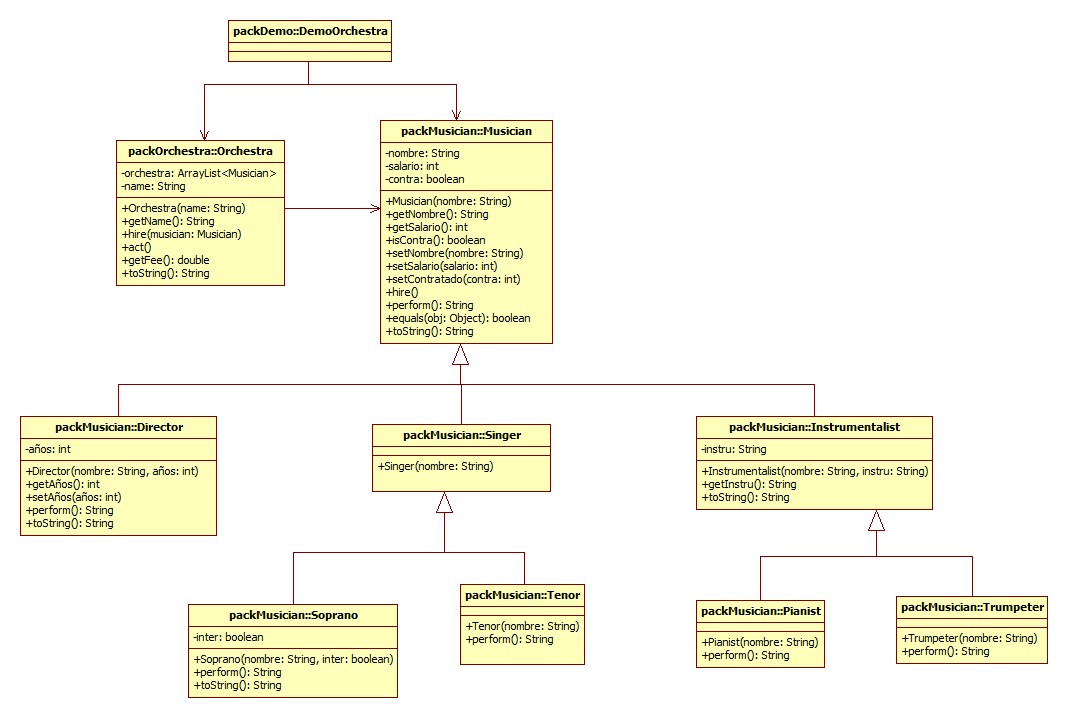 packDemo::DemoOrchestra
packOrchestra::Orchestra
-orchestra: ArrayList<Musician>
-name: String
+Orchestra(name: String)
+getName(): String
+hire(musician: Musician)
+act()
+getFee(): double
+toString(): String
packMusician::Musician
-nombre: String
-salario: int
-contra: boolean
+Musician(nombre: String)
+getNombre(): String
+getSalario(): int
+isContra(): boolean
+setNombre(nombre: String)
+setSalario(salario: int)
+setContratado(contra: int)
+hire()
+perform(): String
+equals(obj: Object): boolean
+toString(): String
packMusician::Director
-años: int
+Director(nombre: String, años: int)
+getAños(): int
+setAños(años: int)
+perform(): String
+toString(): String
packMusician::Singer
+Singer(nombre: String)
packMusician::Instrumentalist
-instru: String
+Instrumentalist(nombre: String, instru: String)
+getInstru(): String
+toString(): String
packMusician::Soprano
-inter: boolean
+Soprano(nombre: String, inter: boolean)
+perform(): String
+toString(): String
packMusician::Tenor
+Tenor(nombre: String)
+perform(): String
packMusician::Pianist
+Pianist(nombre: String)
+perform(): String
packMusician::Trumpeter
+Trumpeter(nombre: String)
+perform(): String